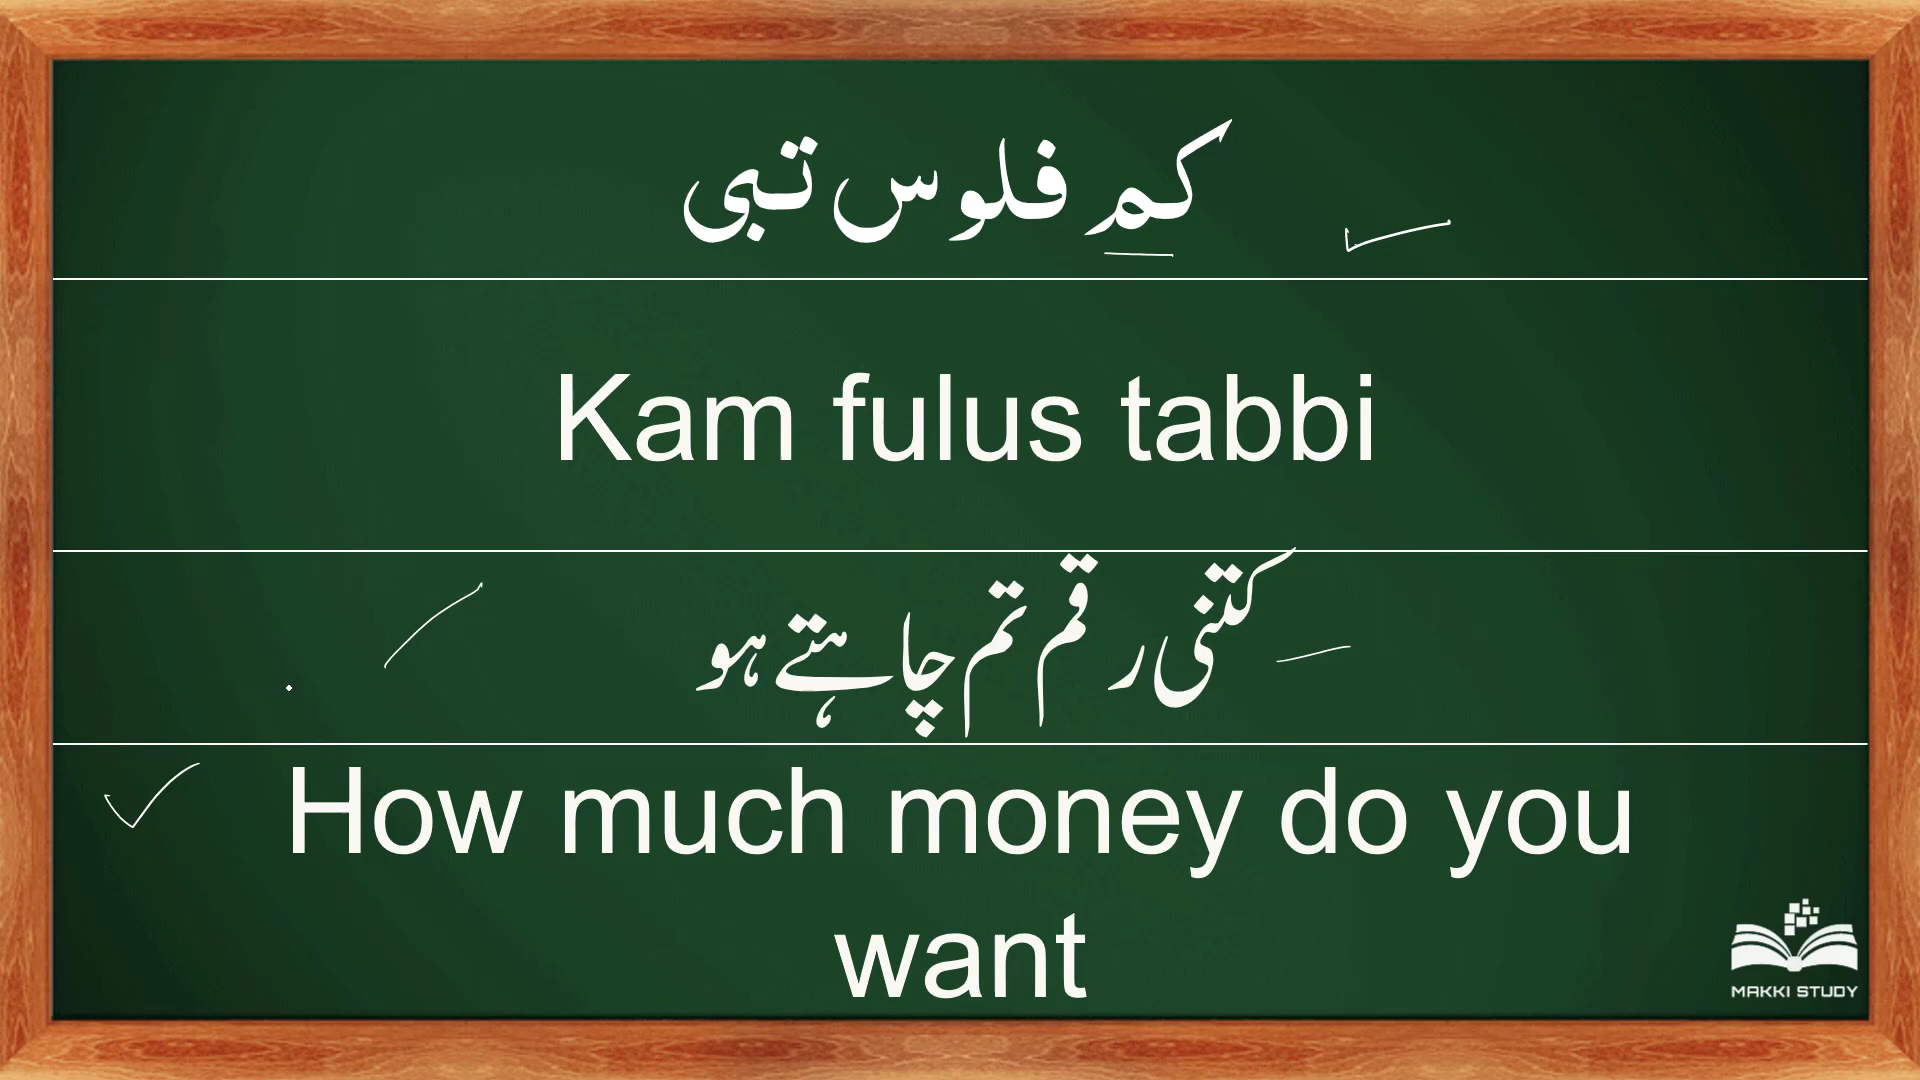 کم فلوس تبی
Kam fulus tabbi
کتنی رقم تم چاہتے ہو
How much money do you
want
MAKKI STUDY